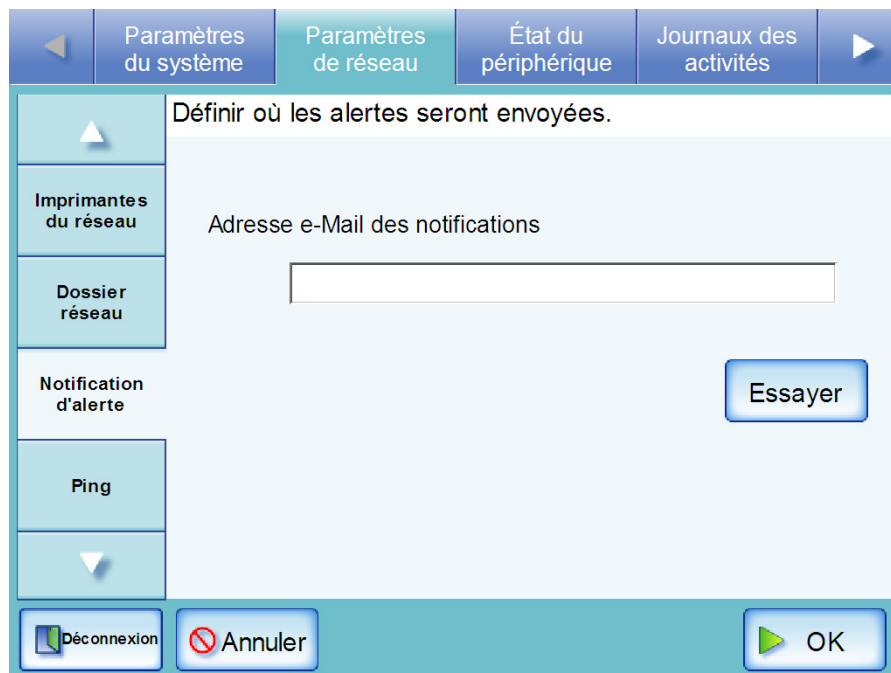 Paramètres
du système
Paramètres
de réseau
État du
périphérique
Journaux des
activités
Définir où les alertes seront envoyées.
Imprimantes
du réseau
Dossier
réseau
Notification
d'alerte
Ping
Adresse e-Mail des notifications
Essayer
Déconnexion
Annuler
OK